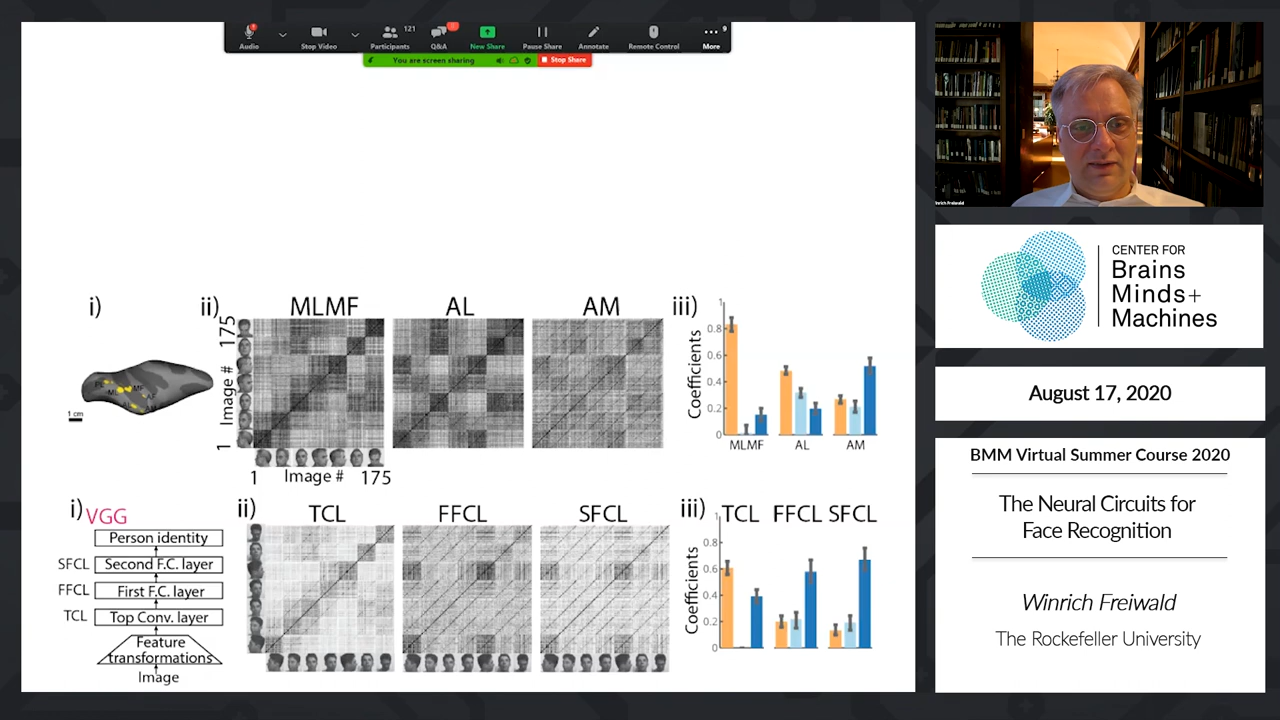 121
9
Audio
Stop Video
Participants
Q&A
New Share
Pause Share
Annotate
Remote Control
More
You are screen sharing
Stop Share
i)
ii)
MLMF
AL
AM
iii)
1
0.8
0.6
0.4
0.2
0
Coefficients
MLMF
AL
AM
175
Image #
1
1 cm
1
Image #
175
i)
VGG
Person identity
SFCL
Second F.C. layer
FFCL
First F.C. layer
TCL
Top Conv. layer
Feature
transformations
Image
ii)
TCL
FFCL
SFCL
iii)
TCL
FFCL
SFCL
1
0.8
0.6
0.4
0.2
0
Coefficients
CENTER FOR
Brains
Minds+
Machines
August 17, 2020
BMM Virtual Summer Course 2020
The Neural Circuits for
Face Recognition
Winrich Freiwald
The Rockefeller University